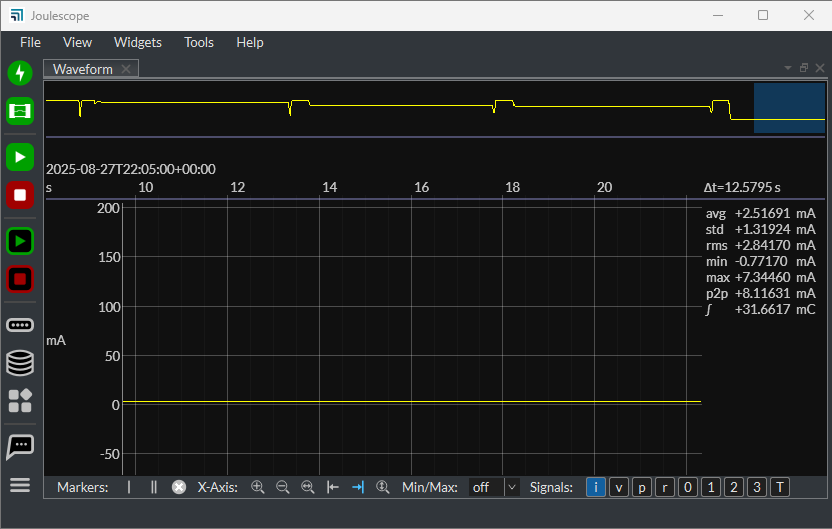 Joulescope
File View Widgets Tools Help
Waveform
2025-08-27T22:05:00+00:00
s 10 12 14 16 18 20 Δt=12.5795 s
200
150
100
mA
50
0
-50
avg +2.51691 mA
std +1.31924 mA
rms +2.84170 mA
min -0.77170 mA
max +7.34460 mA
p2p +8.11631 mA
∫ +31.6617 mC
Markers: X-Axis: Min/Max: off Signals: i v p r 0 1 2 3 T